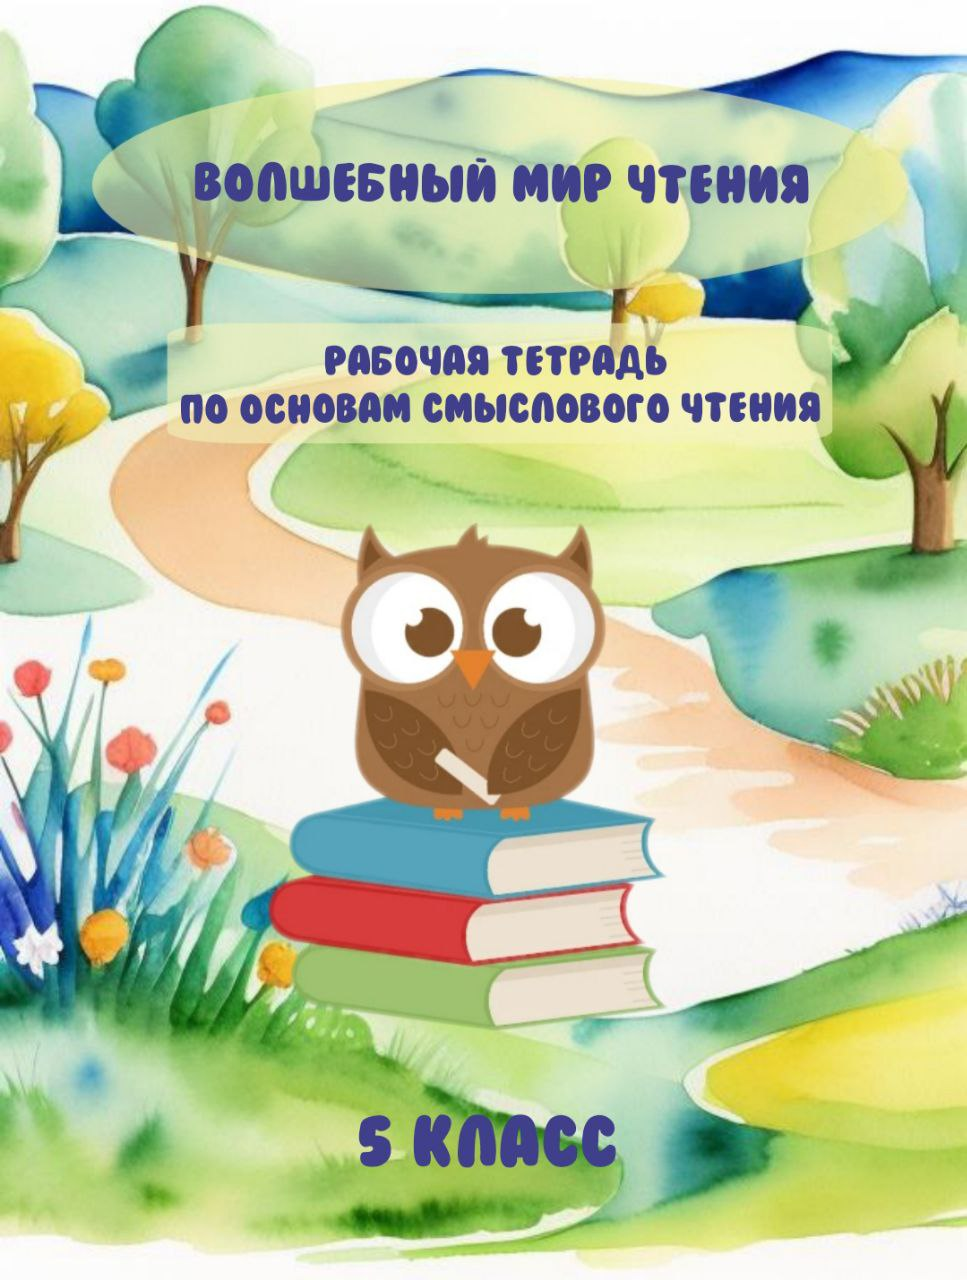 ВОЛШЕБНЫЙ МИР ЧТЕНИЯ
РАБОЧАЯ ТЕТРАДЬ
ПО ОСНОВАМ СМЫСЛОВОГО ЧТЕНИЯ
5 КЛАСС